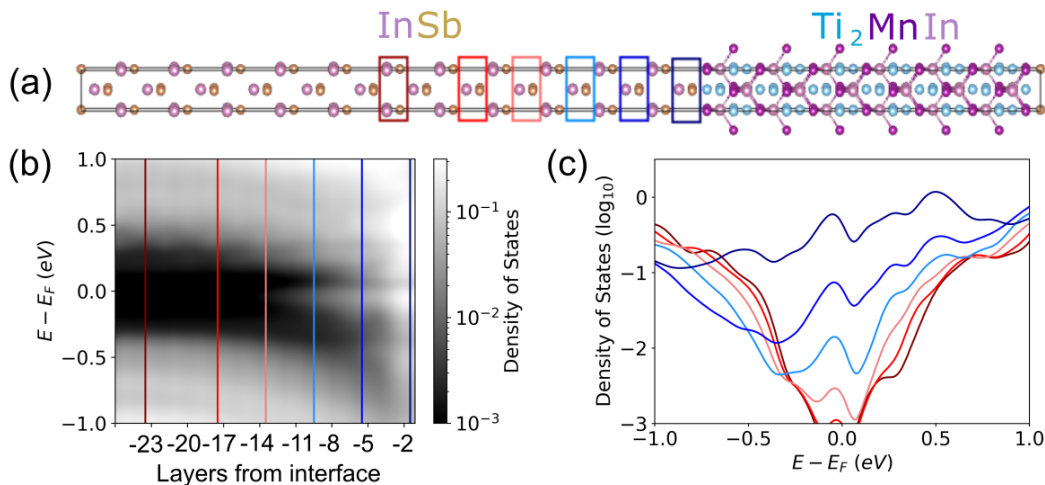 InSb
Ti₂MnIn
(a)
(b)
1.0
0.5
0.0
−0.5
−1.0
E − E_F (eV)
-23 -20 -17 -14 -11 -8 -5 -2
Layers from interface
10⁻¹
10⁻²
10⁻³
Density of States
(c)
0
−1
−2
−3
Density of States (log₁₀)
−1.0 −0.5 0.0 0.5 1.0
E − E_F (eV)